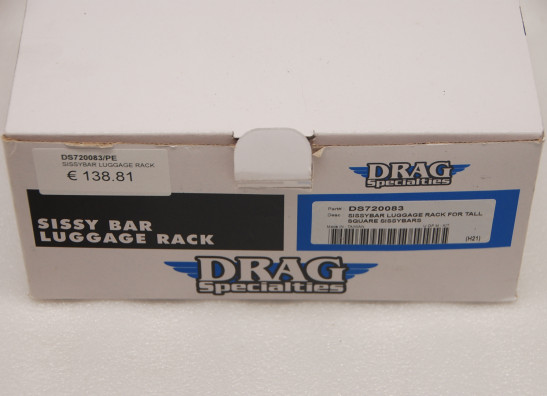 DS720083/PE
SISSYBAR LUGGAGE RACK
€ 138.81
SISSY BAR
LUGGAGE RACK
DRAG
Specialties
DS720083
SISSYBAR LUGGAGE RACK FOR TALL
SQUARE SISSYBARS
(H21)
DRAG
Specialties